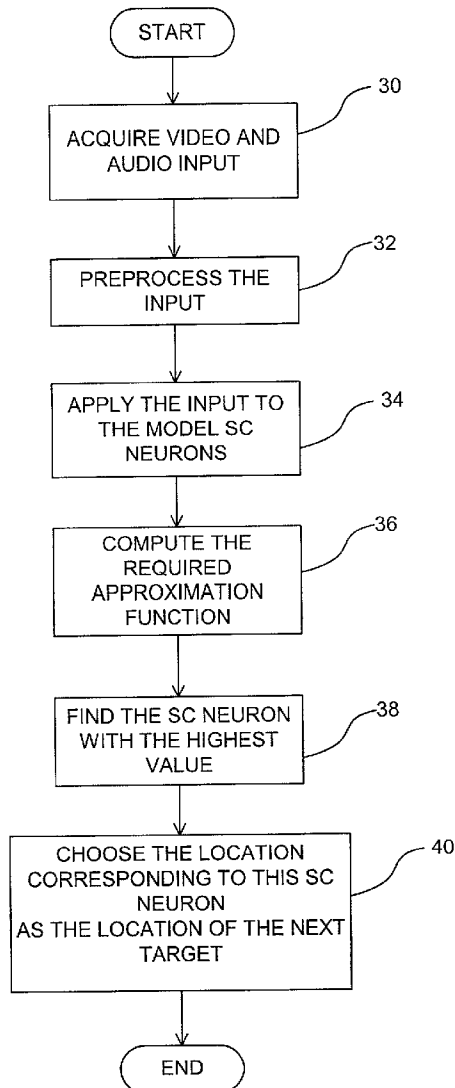 START
30
ACQUIRE VIDEO AND
AUDIO INPUT
32
PREPROCESS THE
INPUT
34
APPLY THE INPUT TO
THE MODEL SC
NEURONS
36
COMPUTE THE
REQUIRED
APPROXIMATION
FUNCTION
38
FIND THE SC NEURON
WITH THE HIGHEST
VALUE
40
CHOOSE THE LOCATION
CORRESPONDING TO THIS SC
NEURON
AS THE LOCATION OF THE NEXT
TARGET
END